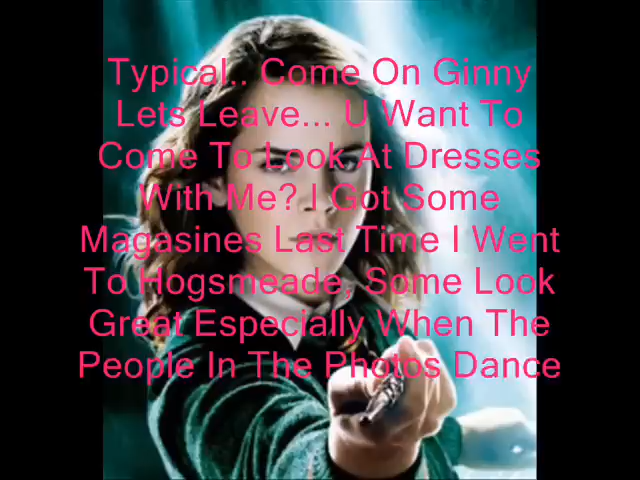 Typical.. Come On Ginny
Lets Leave... U Want To
Come To Look At Dresses
With Me? I Got Some
Magasines Last Time I Went
To Hogsmeade, Some Look
Great Especially When The
People In The Photos Dance